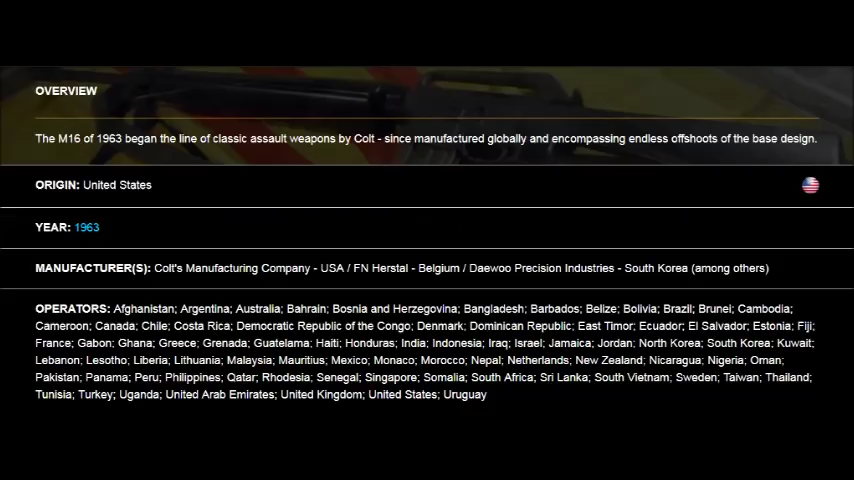 OVERVIEW
The M16 of 1963 began the line of classic assault weapons by Colt - since manufactured globally and encompassing endless offshoots of the base design.
ORIGIN: United States
YEAR: 1963
MANUFACTURER(S): Colt's Manufacturing Company - USA / FN Herstal - Belgium / Daewoo Precision Industries - South Korea (among others)
OPERATORS: Afghanistan; Argentina; Australia; Bahrain; Bosnia and Herzegovina; Bangladesh; Barbados; Belize; Bolivia; Brazil; Brunei; Cambodia;
Cameroon; Canada; Chile; Costa Rica; Democratic Republic of the Congo; Denmark; Dominican Republic; East Timor; Ecuador; El Salvador; Estonia; Fiji;
France; Gabon; Ghana; Greece; Grenada; Guatelama; Haiti; Honduras; India; Indonesia; Iraq; Israel; Jamaica; Jordan; North Korea; South Korea; Kuwait;
Lebanon; Lesotho; Liberia; Lithuania; Malaysia; Mauritius; Mexico; Monaco; Morocco; Nepal; Netherlands; New Zealand; Nicaragua; Nigeria; Oman;
Pakistan; Panama; Peru; Philippines; Qatar; Rhodesia; Senegal; Singapore; Somalia; South Africa; Sri Lanka; South Vietnam; Sweden; Taiwan; Thailand;
Tunisia; Turkey; Uganda; United Arab Emirates; United Kingdom; United States; Uruguay